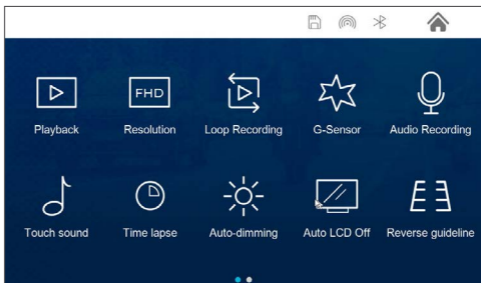 FHD
Playback Resolution Loop Recording G-Sensor Audio Recording
Touch sound Time lapse Auto-dimming Auto LCD Off Reverse guideline